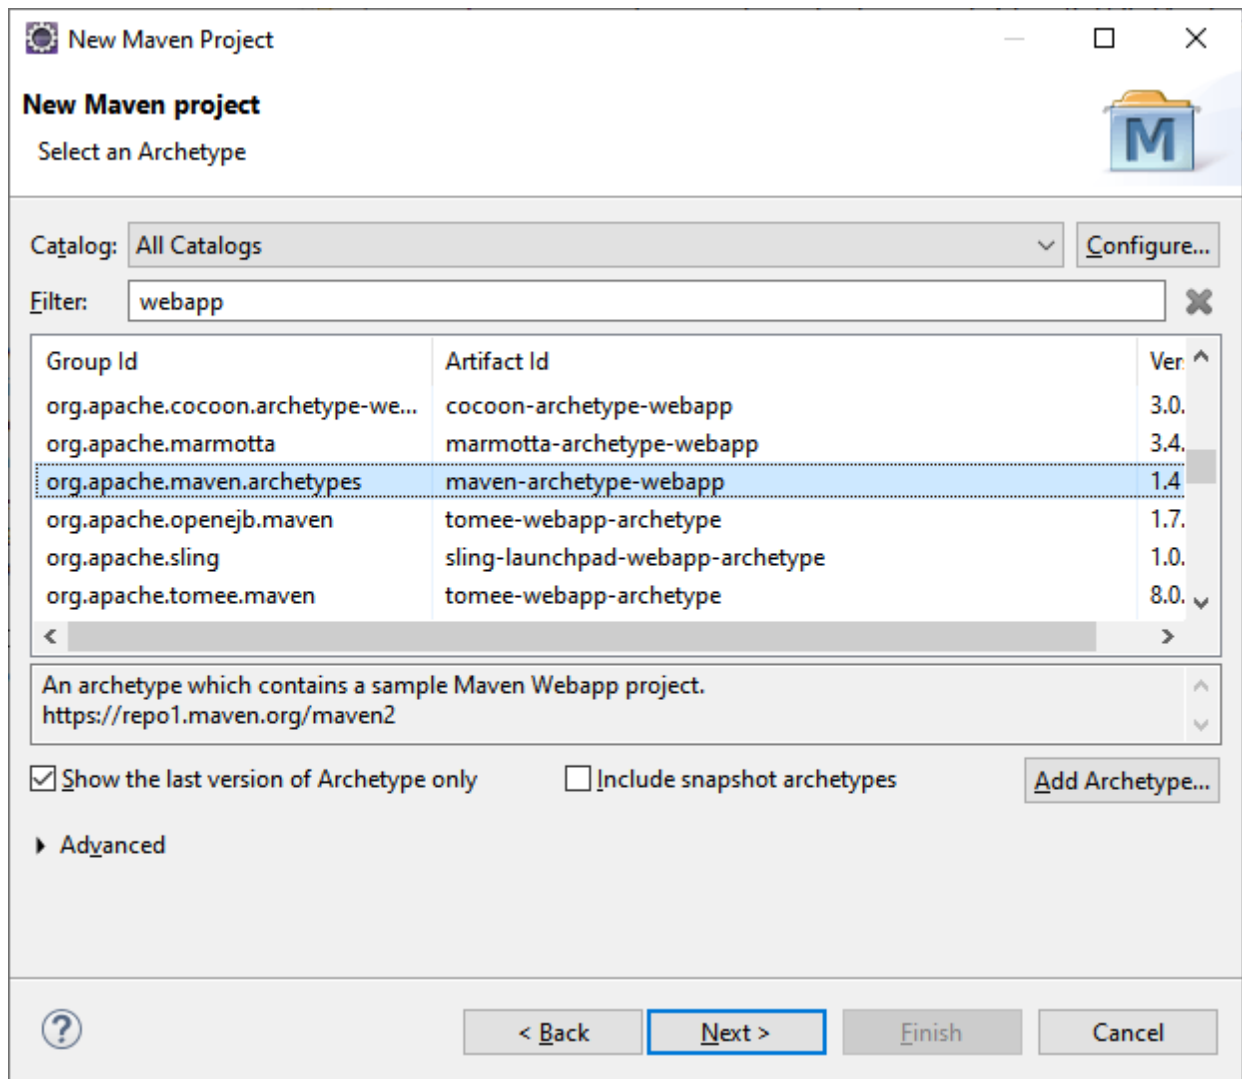 New Maven Project
New Maven project
Select an Archetype
M
Catalog: All Catalogs Configure...
Filter: webapp
Group Id Artifact Id Ver
org.apache.cocoon.archetype-we... cocoon-archetype-webapp 3.0.
org.apache.marmotta marmotta-archetype-webapp 3.4.
org.apache.maven.archetypes maven-archetype-webapp 1.4
org.apache.openejb.maven tomee-webapp-archetype 1.7.
org.apache.sling sling-launchpad-webapp-archetype 1.0.
org.apache.tomee.maven tomee-webapp-archetype 8.0.
An archetype which contains a sample Maven Webapp project.
https://repo1.maven.org/maven2
Show the last version of Archetype only Include snapshot archetypes Add Archetype...
Advanced
? < Back Next > Finish Cancel